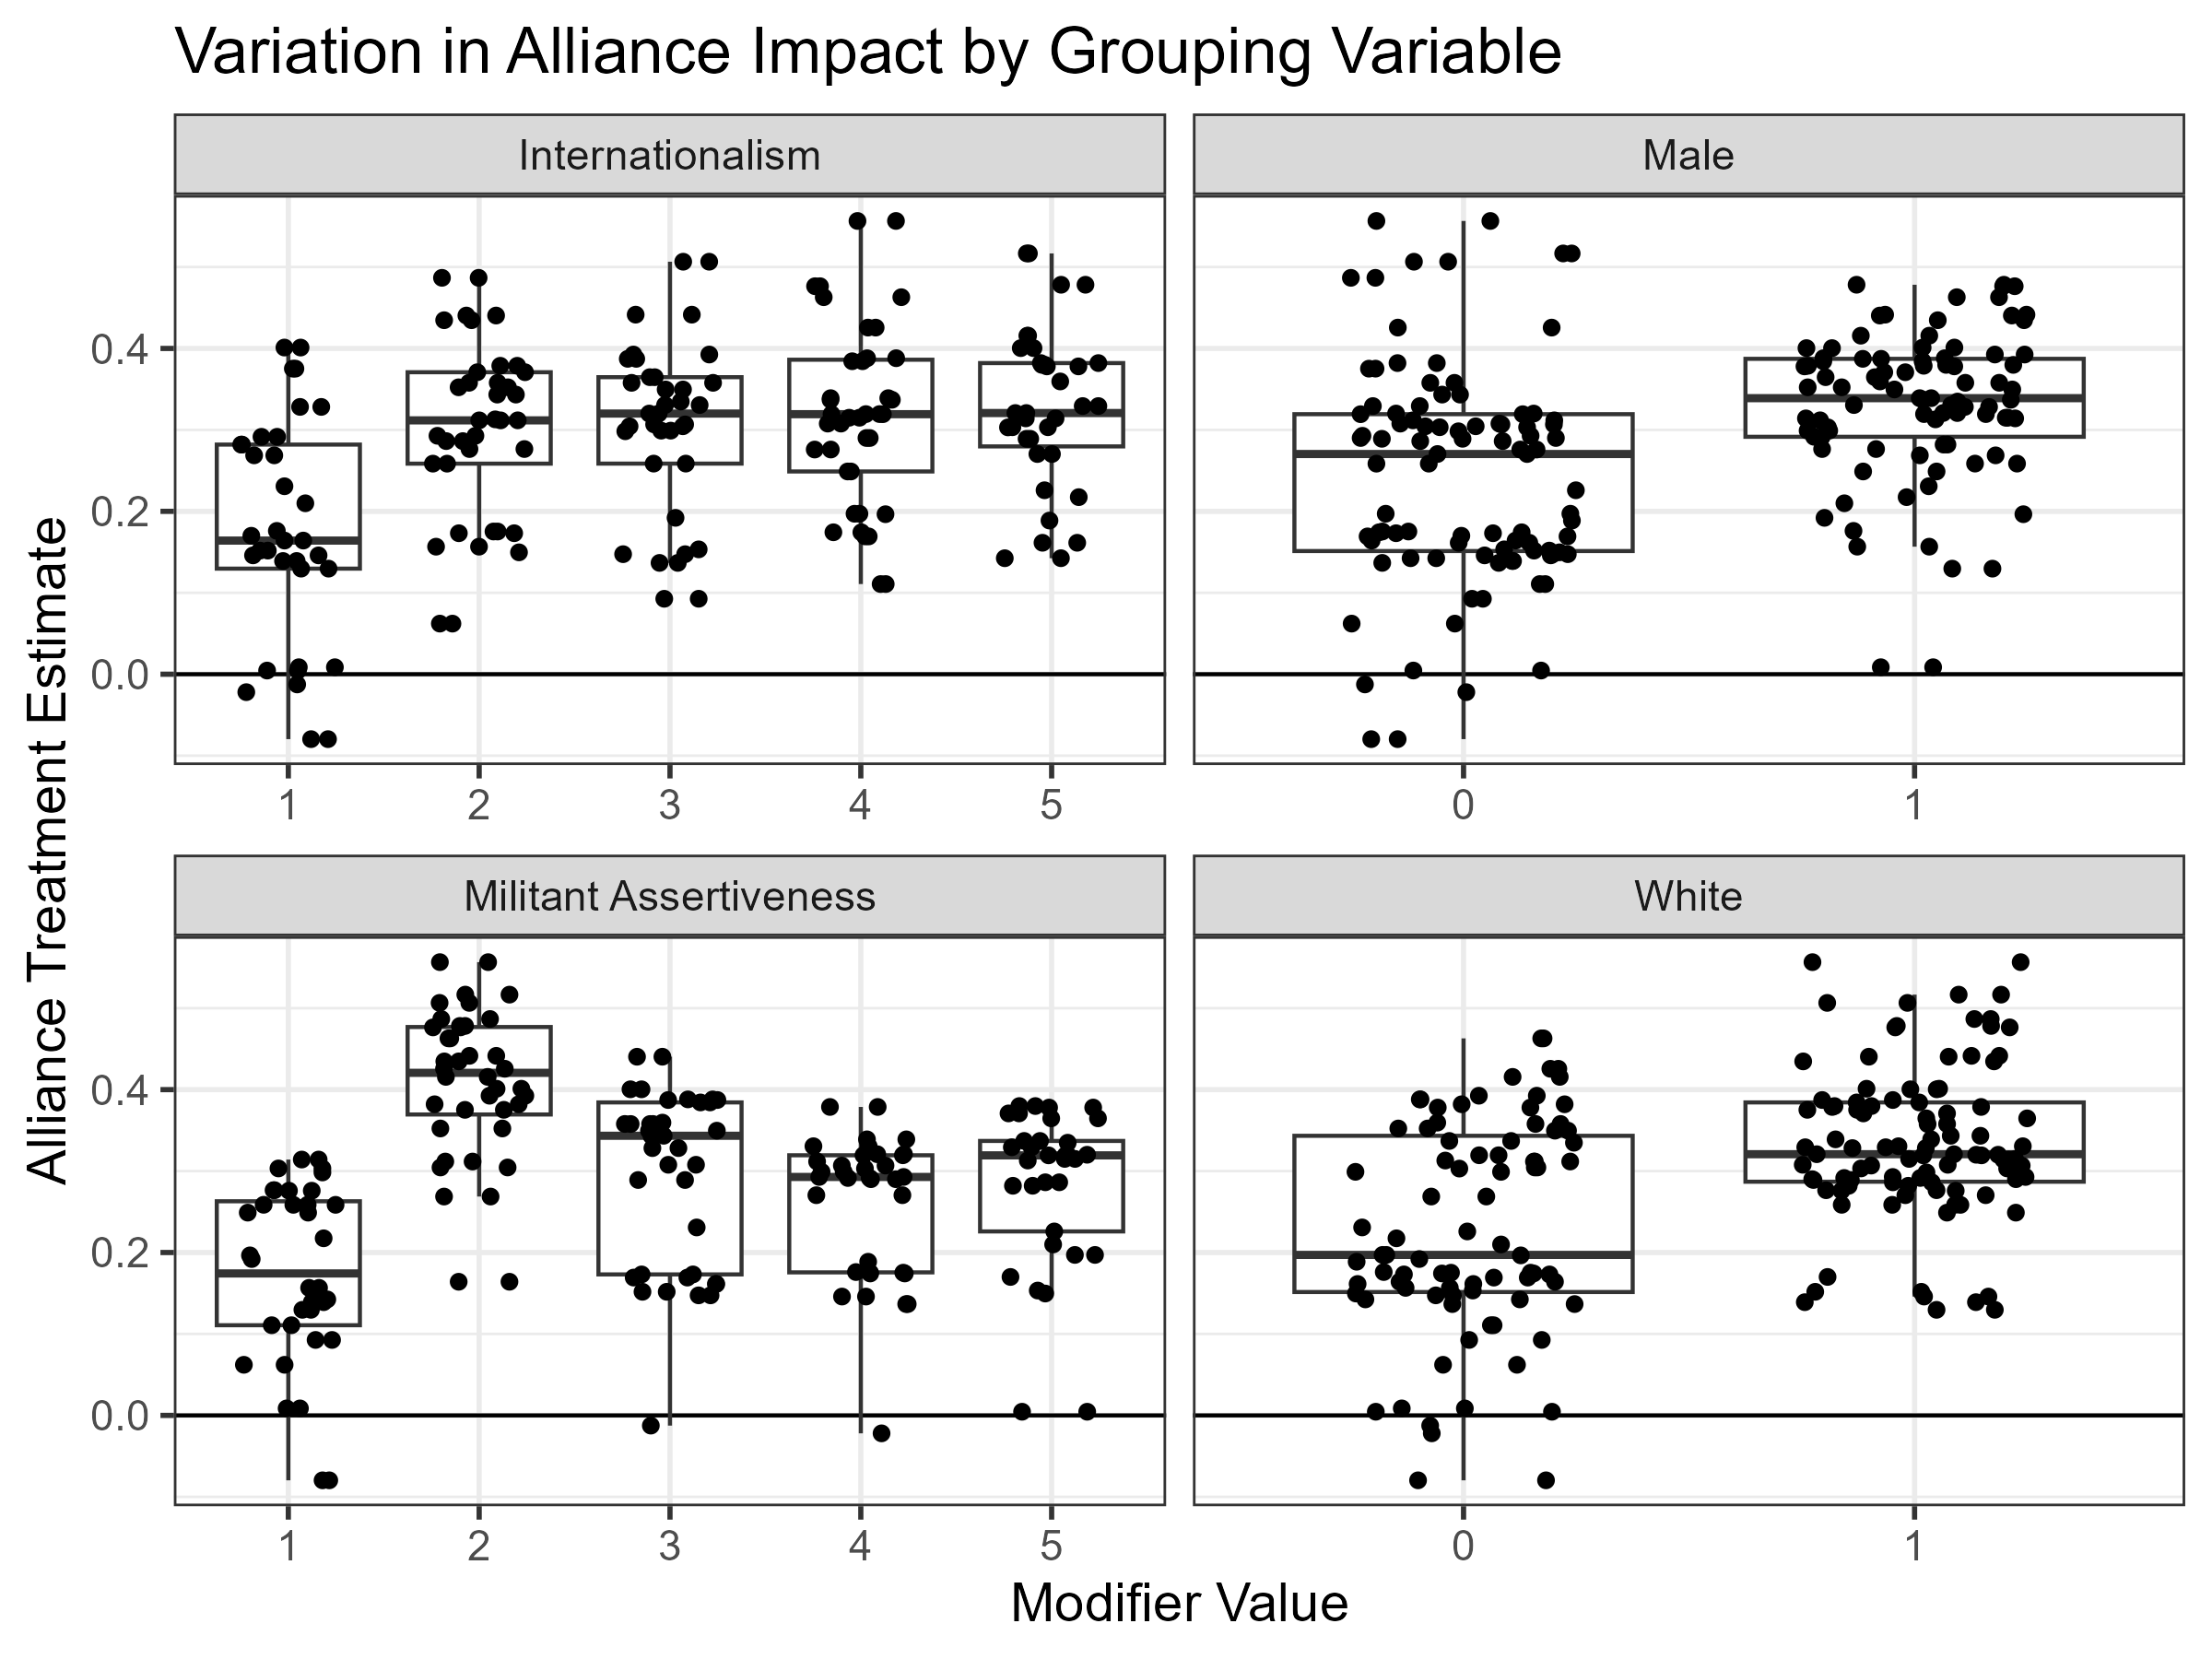 Variation in Alliance Impact by Grouping Variable
Internationalism
Male
0.4
0.2
0.0
1 2 3 4 5
0 1
Militant Assertiveness
White
0.4
0.2
0.0
1 2 3 4 5
0 1
Alliance Treatment Estimate
Modifier Value